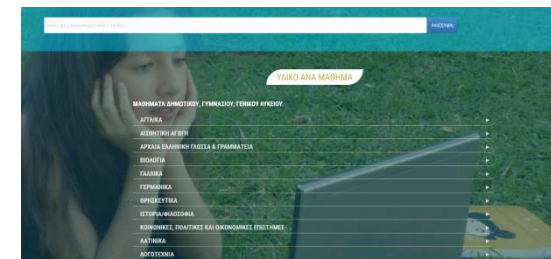 ΥΛΙΚΟ ΑΝΑ ΜΑΘΗΜΑ
ΜΑΘΗΜΑΤΑ ΔΗΜΟΤΙΚΟΥ, ΓΥΜΝΑΣΙΟΥ, ΓΕΝΙΚΟΥ ΛΥΚΕΙΟΥ
ΑΓΓΛΙΚΑ
ΑΙΣΘΗΤΙΚΗ ΑΓΩΓΗ
ΑΡΧΑΙΑ ΕΛΛΗΝΙΚΗ ΓΛΩΣΣΑ & ΓΡΑΜΜΑΤΕΙΑ
ΒΙΟΛΟΓΙΑ
ΓΑΛΛΙΚΑ
ΓΕΡΜΑΝΙΚΑ
ΘΡΗΣΚΕΥΤΙΚΑ
ΙΣΤΟΡΙΑ/ΦΙΛΟΣΟΦΙΑ
ΚΟΙΝΩΝΙΚΕΣ, ΠΟΛΙΤΙΚΕΣ ΚΑΙ ΟΙΚΟΝΟΜΙΚΕΣ ΕΠΙΣΤΗΜΕΣ
ΛΑΤΙΝΙΚΑ
ΛΟΓΟΤΕΧΝΙΑ